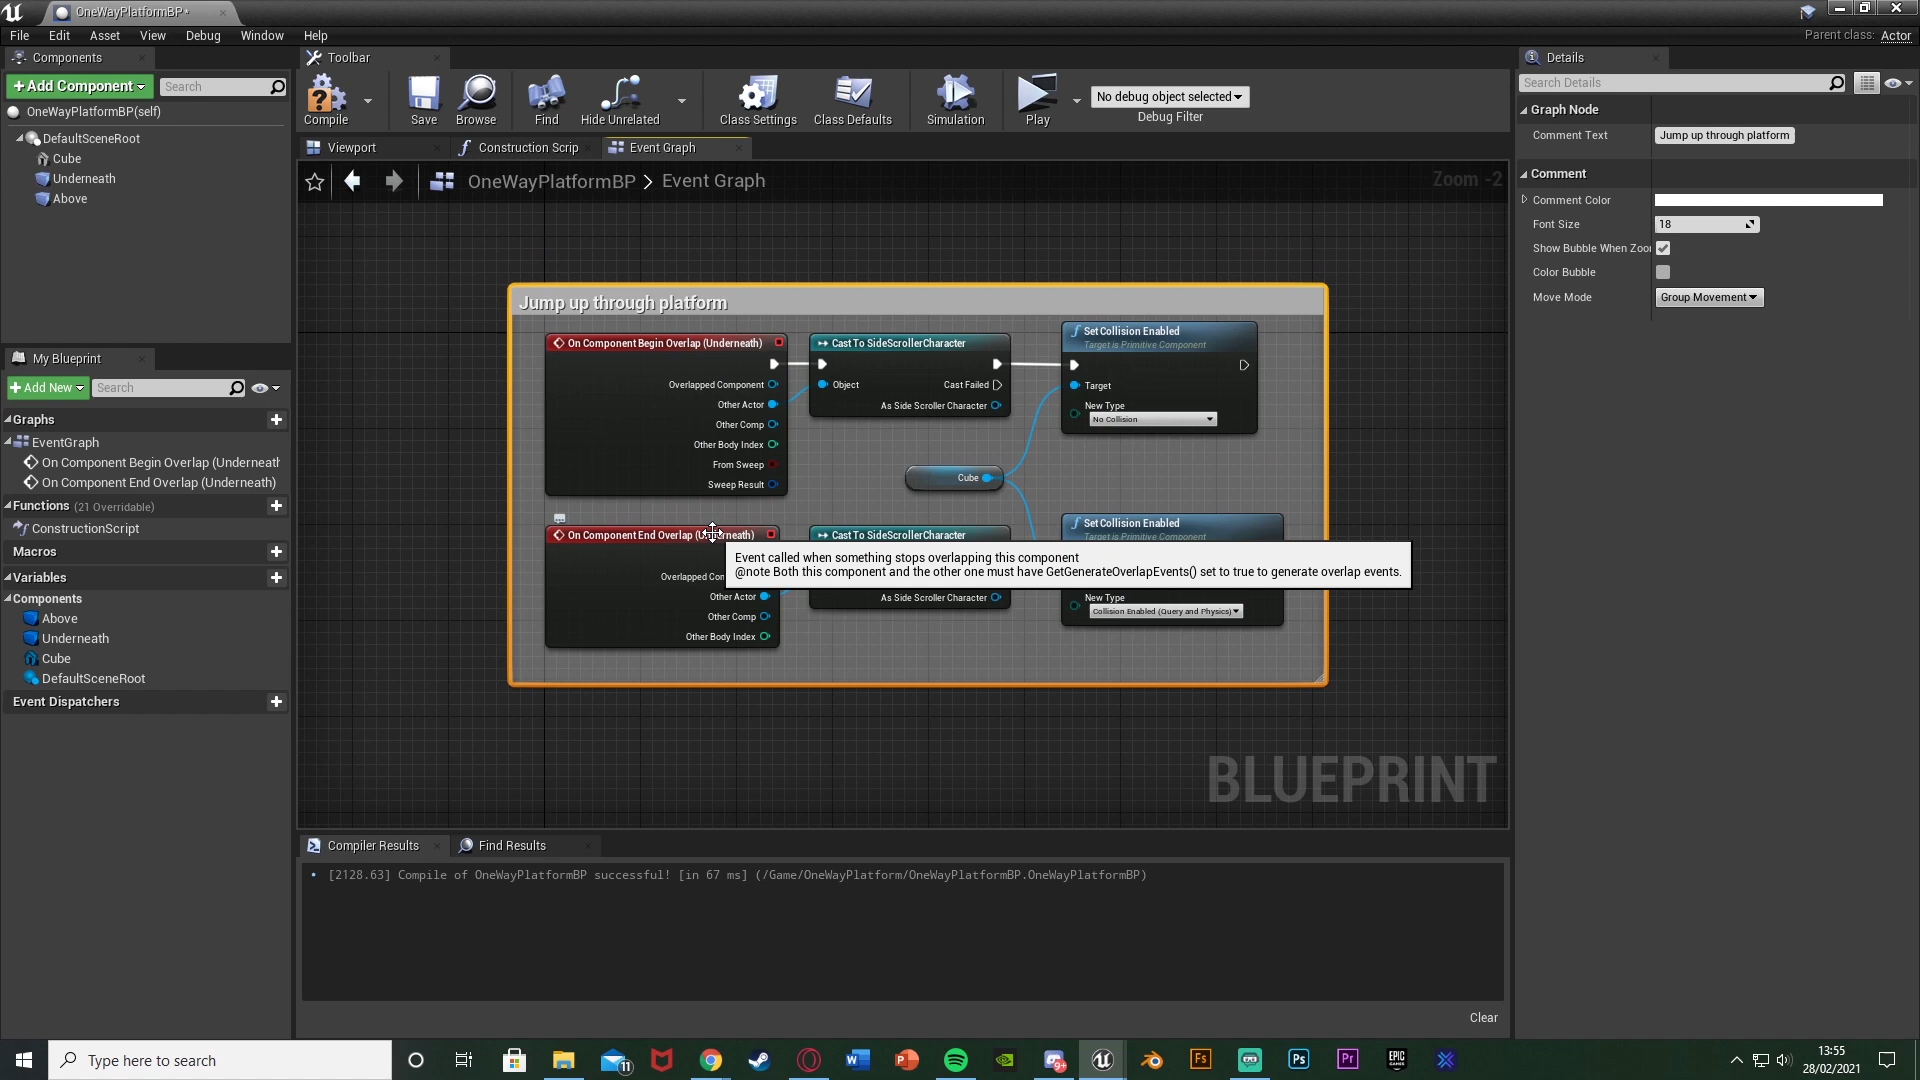 OneWayPlatformBP*
File Edit Asset View Debug Window Help
Parent class: Actor
Components
+ Add Component
Search
OneWayPlatformBP(self)
DefaultSceneRoot
Cube
Underneath
Above
My Blueprint
+ Add New
Search
Graphs
EventGraph
On Component Begin Overlap (Underneath
On Component End Overlap (Underneath)
Functions (21 Overridable)
ConstructionScript
Macros
Variables
Components
Above
Underneath
Cube
DefaultSceneRoot
Event Dispatchers
Toolbar
Compile
Save
Browse
Find
Hide Unrelated
Class Settings
Class Defaults
Simulation
Play
No debug object selected
Debug Filter
Viewport
Construction Scrip
Event Graph
OneWayPlatformBP > Event Graph
Zoom -2
Jump up through platform
On Component Begin Overlap (Underneath)
Overlapped Component
Other Actor
Other Comp
Other Body Index
From Sweep
Sweep Result
Cast To SideScrollerCharacter
Object
Cast Failed
As Side Scroller Character
Set Collision Enabled
Target is Primitive Component
Target
New Type
No Collision
Cube
On Component End Overlap (Underneath)
Overlapped Com
Other Actor
Other Comp
Other Body Index
Cast To SideScrollerCharacter
As Side Scroller Character
Set Collision Enabled
Target is Primitive Component
New Type
Collision Enabled (Query and Physics)
Event called when something stops overlapping this component
@note Both this component and the other one must have GetGenerateOverlapEvents() set to true to generate overlap events.
BLUEPRINT
Compiler Results
Find Results
[2128.63] Compile of OneWayPlatformBP successful! [in 67 ms] (/Game/OneWayPlatform/OneWayPlatformBP.OneWayPlatformBP)
Clear
Details
Search Details
Graph Node
Comment Text
Jump up through platform
Comment
Comment Color
Font Size
18
Show Bubble When Zoo
Color Bubble
Move Mode
Group Movement
Type here to search
11
9+
Fs
Ps
Pr
EPIC
13:55
28/02/2021